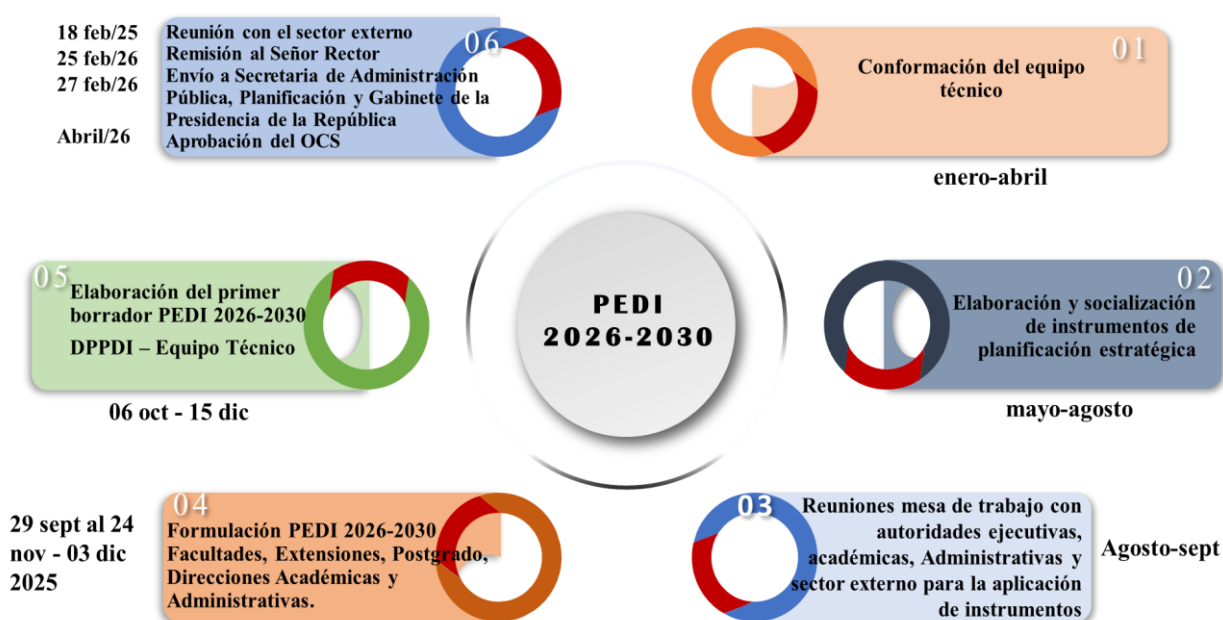 PEDI
2026-2030
01
Conformación del equipo
técnico
enero-abril
02
Elaboración y socialización
de instrumentos de
planificación estratégica
mayo-agosto
03
Reuniones mesa de trabajo con
autoridades ejecutivas,
académicas, Administrativas y
sector externo para la aplicación
de instrumentos
Agosto-sept
04
Formulación PEDI 2026-2030
Facultades, Extensiones, Postgrado,
Direcciones Académicas y
Administrativas.
29 sept al 24
nov - 03 dic
2025
05
Elaboración del primer
borrador PEDI 2026-2030
DPPDI – Equipo Técnico
06 oct - 15 dic
06
18 feb/25 Reunión con el sector externo
25 feb/26 Remisión al Señor Rector
27 feb/26 Envío a Secretaria de Administración
Pública, Planificación y Gabinete de la
Presidencia de la República
Abril/26 Aprobación del OCS